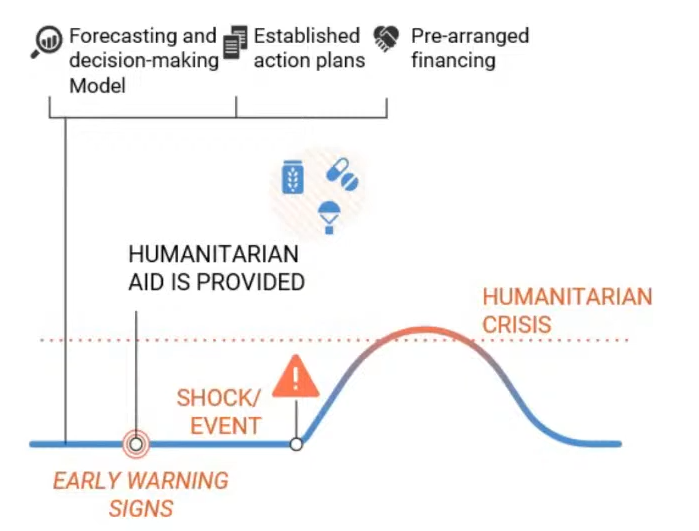 Forecasting and
decision-making
Model
Established
action plans
Pre-arranged
financing
HUMANITARIAN
AID IS PROVIDED
HUMANITARIAN
CRISIS
!
SHOCK/
EVENT
EARLY WARNING
SIGNS